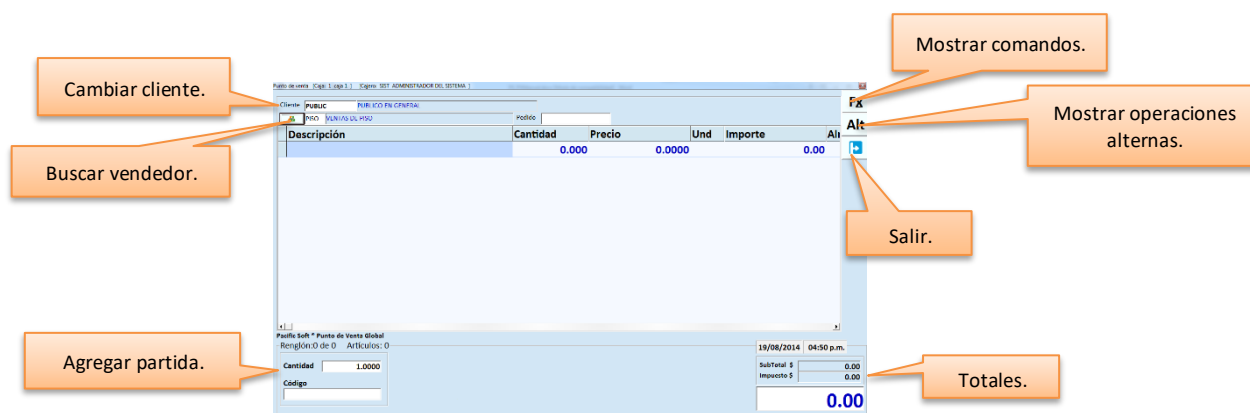 Mostrar comandos.
Cambiar cliente.
Punto de venta [Caja: 1 caja 1 ] [Cajero: SIST ADMINISTRADOR DEL SISTEMA ]
Cliente PUBLIC PUBLICO EN GENERAL
Fx
PISO VENTAS DE PISO Pedido
Alt
Mostrar operaciones
alternas.
Descripción Cantidad Precio Und Importe
0.000 0.0000 0.00
Buscar vendedor.
Salir.
Pacific Soft * Punto de Venta Global
Renglón:0 de 0 Artículos: 0
19/08/2014 04:50 p.m.
Agregar partida.
Cantidad 1.0000
SubTotal $ 0.00
Impuesto $ 0.00
Código
Totales.
0.00